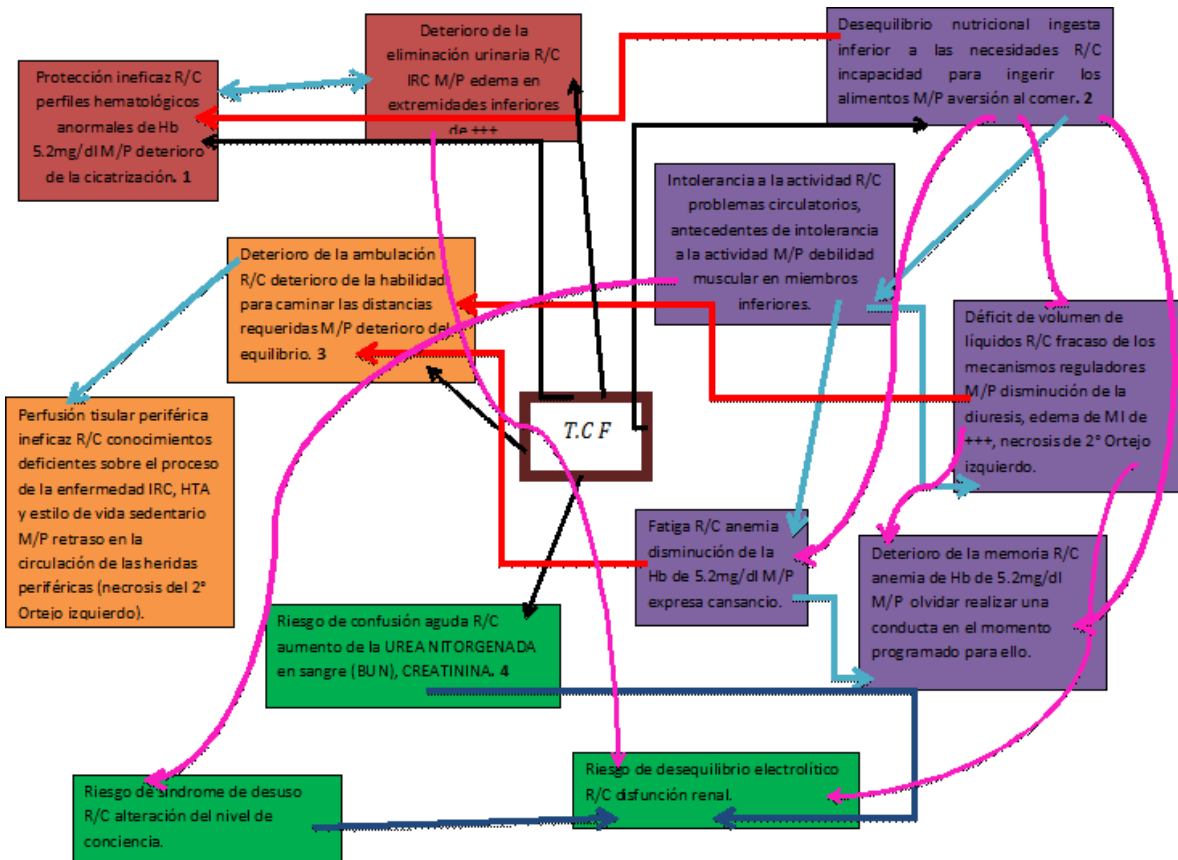 Deterioro de la
eliminación urinaria R/C
IRC M/P edema en
extremidades inferiores
de +++
Desequilibrio nutricional ingesta
inferior a las necesidades R/C
incapacidad para ingerir los
alimentos M/P aversión al comer. 2
Protección ineficaz R/C
perfiles hematológicos
anormales de Hb
5.2mg/dl M/P deterioro
de la cicatrización. 1
Intolerancia a la actividad R/C
problemas circulatorios,
antecedentes de intolerancia
a la actividad M/P debilidad
muscular en miembros
inferiores.
Deterioro de la ambulación
R/C deterioro de la habilidad
para caminar las distancias
requeridas M/P deterioro del
equilibrio. 3
Déficit de volumen de
líquidos R/C fracaso de los
mecanismos reguladores
M/P disminución de la
diuresis, edema de MI de
+++, necrosis de 2° Ortejo
izquierdo.
Perfusión tisular periférica
ineficaz R/C conocimientos
deficientes sobre el proceso
de la enfermedad IRC, HTA
y estilo de vida sedentario
M/P retraso en la
circulación de las heridas
periféricas (necrosis del 2°
Ortejo izquierdo).
T.C F
Fatiga R/C anemia
disminución de la
Hb de 5.2mg/dl M/P
expresa cansancio.
Deterioro de la memoria R/C
anemia de Hb de 5.2mg/dl
M/P olvidar realizar una
conducta en el momento
programado para ello.
Riesgo de confusión aguda R/C
aumento de la UREA NITORGENADA
en sangre (BUN), CREATININA. 4
Riesgo de desequilibrio electrolítico
R/C disfunción renal.
Riesgo de síndrome de desuso
R/C alteración del nivel de
conciencia.